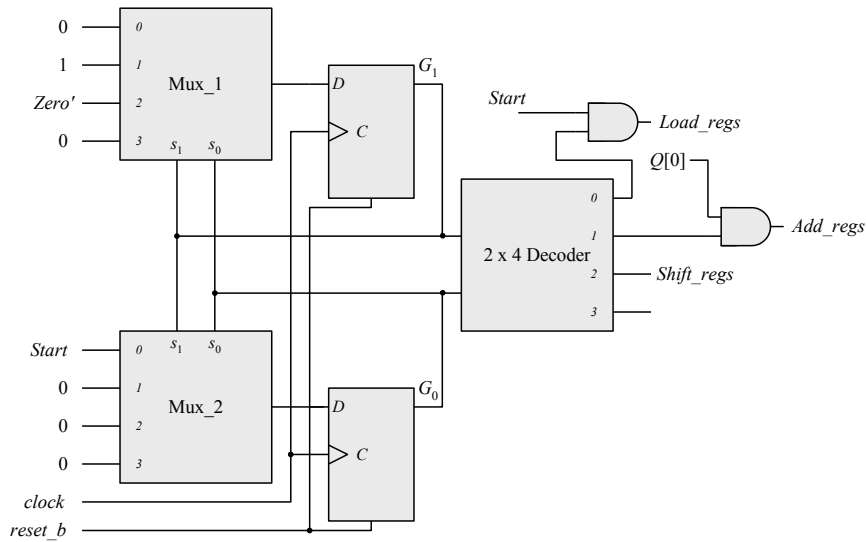 0
0
1
1
Zero'
2
0
3
Mux_1
s1
s0
D
C
G1
Start
Load_regs
Q[0]
Add_regs
0
1
2
3
2 x 4 Decoder
Shift_regs
Start
0
0
1
0
2
0
3
s1
s0
Mux_2
D
C
G0
clock
reset_b